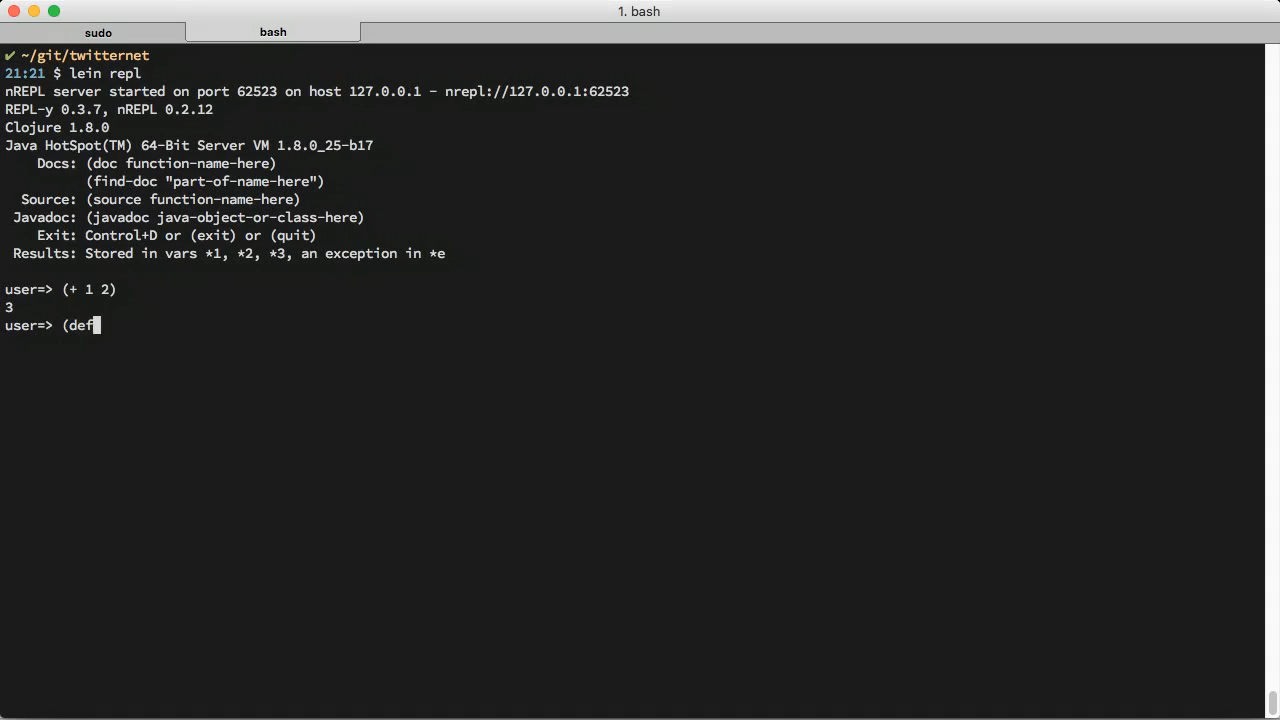 1. bash
sudo bash
✔ ~/git/twitternet
21:21 $ lein repl
nREPL server started on port 62523 on host 127.0.0.1 - nrepl://127.0.0.1:62523
REPL-y 0.3.7, nREPL 0.2.12
Clojure 1.8.0
Java HotSpot(TM) 64-Bit Server VM 1.8.0_25-b17
    Docs: (doc function-name-here)
          (find-doc "part-of-name-here")
  Source: (source function-name-here)
 Javadoc: (javadoc java-object-or-class-here)
    Exit: Control+D or (exit) or (quit)
 Results: Stored in vars *1, *2, *3, an exception in *e
user=> (+ 1 2)
3
user=> (def